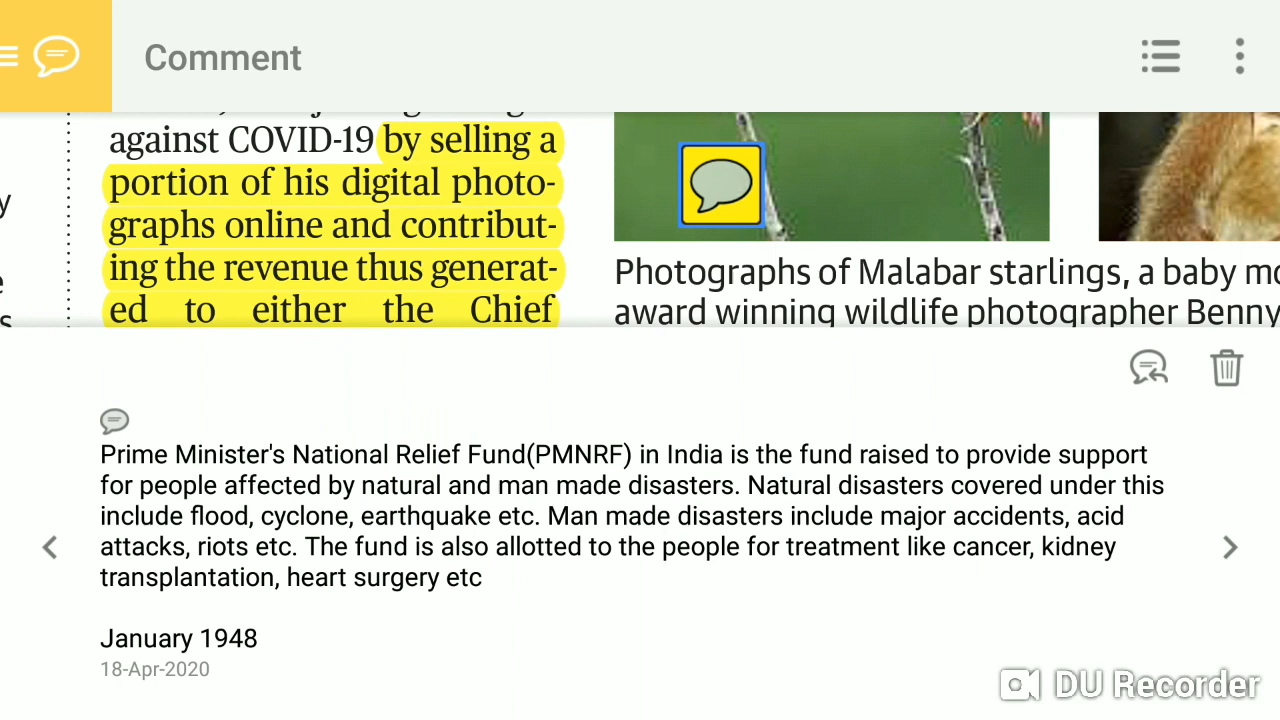 Comment
against COVID-19 by selling a
portion of his digital photo-
graphs online and contribut-
ing the revenue thus generat-
ed to either the Chief
Photographs of Malabar starlings, a baby
award winning wildlife photographer Benny
Prime Minister's National Relief Fund(PMNRF) in India is the fund raised to provide support
for people affected by natural and man made disasters. Natural disasters covered under this
include flood, cyclone, earthquake etc. Man made disasters include major accidents, acid
attacks, riots etc. The fund is also allotted to the people for treatment like cancer, kidney
transplantation, heart surgery etc
January 1948
18-Apr-2020
DU Recorder